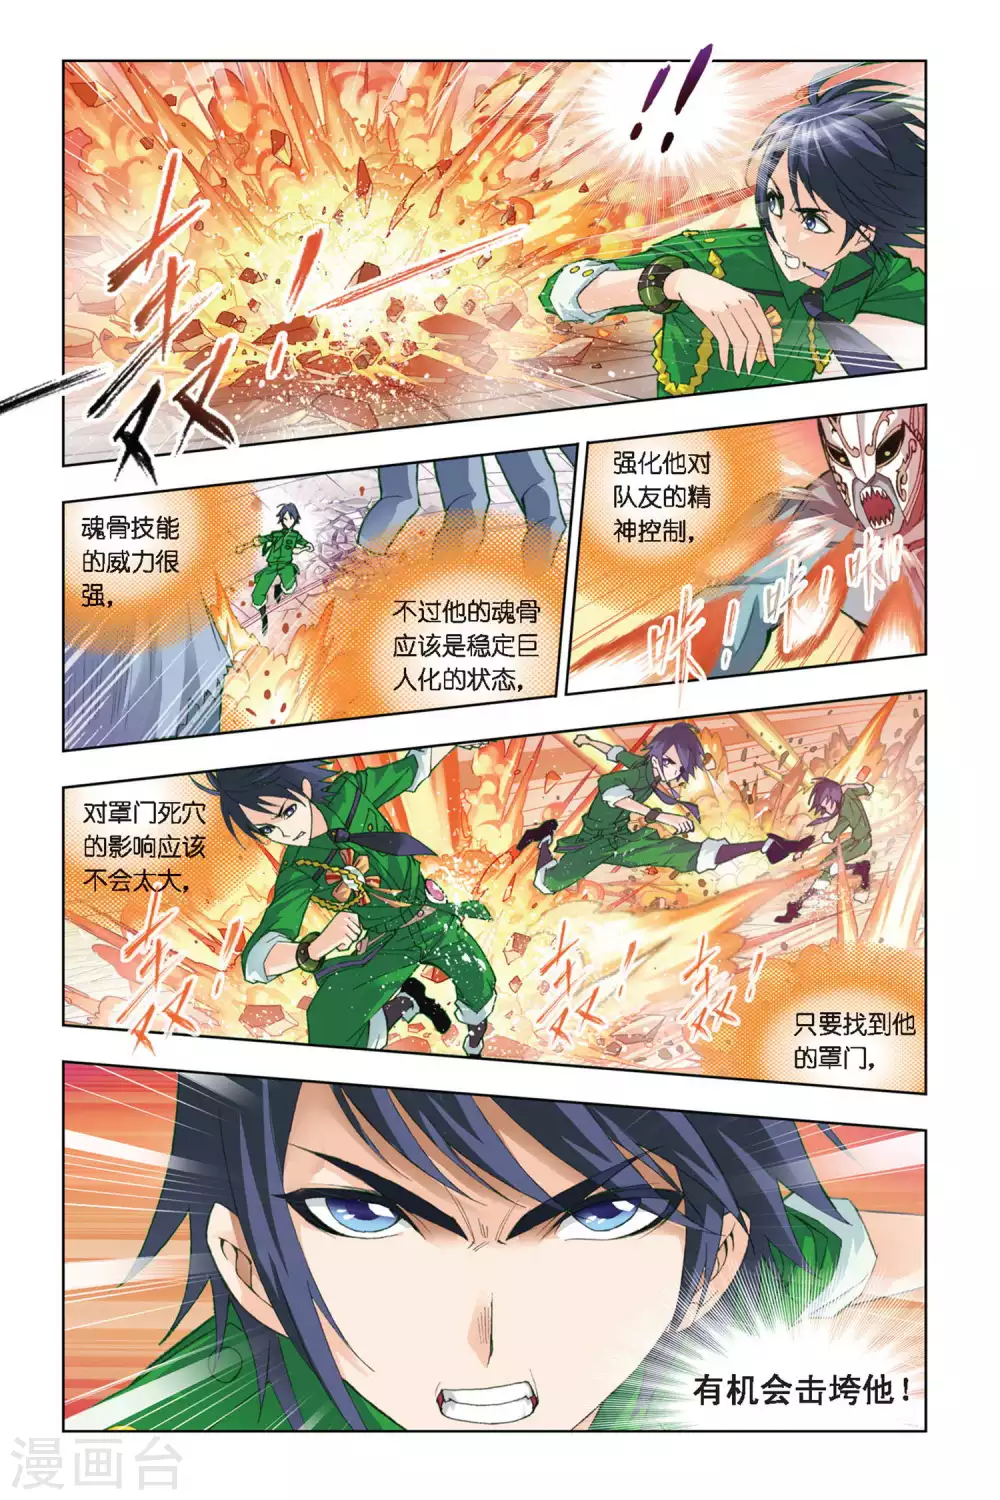 !!
轰!
魂骨技能
的威力很
强，
不过他的魂骨
应该是稳定巨
人化的状态，
强化他对
队友的精
神控制，
咔!咔!咔!
对罩门死穴
的影响应该
不会太大，
轰!
轰!
轰!
只要找到他
的罩门，
有机会击垮他！
漫画台